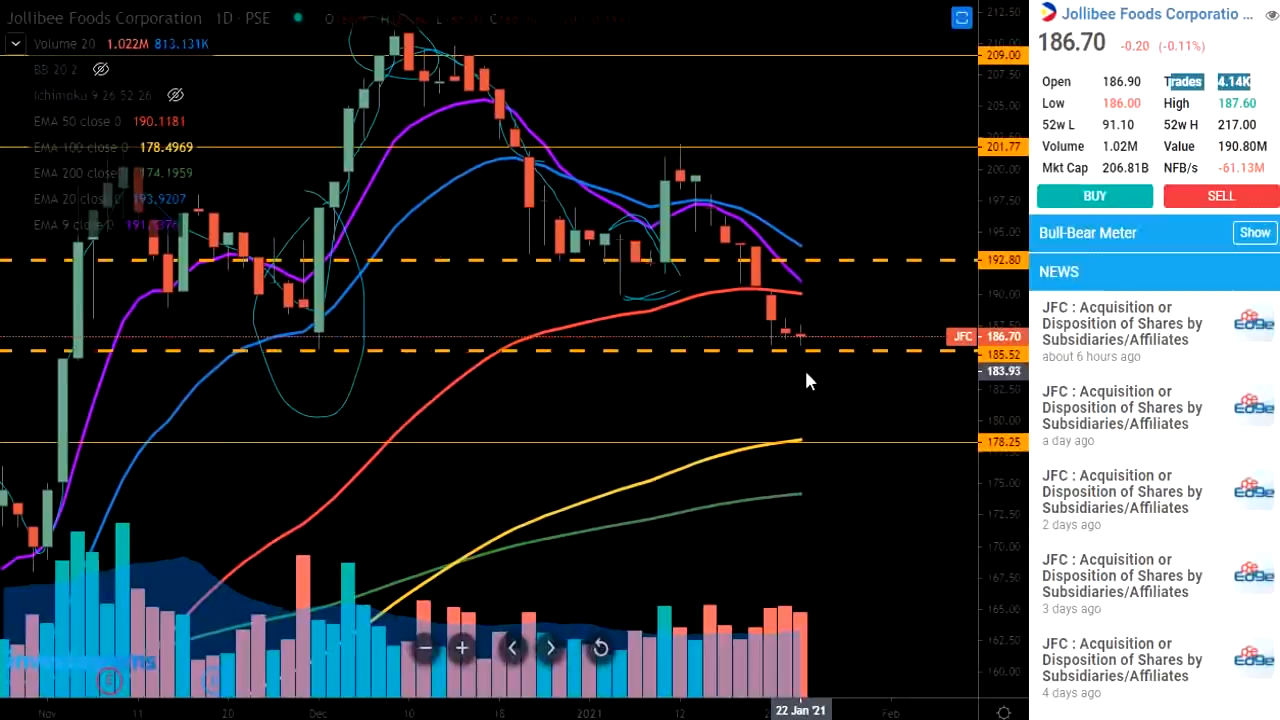 Jollibee Foods Corporation 1D · PSE
Volume 20 1.022M 813.131K
BB 20 2
Ichimoku 9 26 52 26
EMA 50 close 0 190.1181
EMA 100 close 0 178.4969
EMA 200 close 0 174.1959
EMA 20 close 0 193.9207
EMA 9 close 0
212.50
210.00
209.00
207.50
205.00
201.77
200.00
197.50
195.00
192.80
190.00
JFC 186.70
185.52
183.93
182.50
180.00
178.25
175.00
172.50
170.00
167.50
165.00
162.50
160.00
Nov
11
20
Dec
10
18
2021
12
22 Jan '21
Feb
Jollibee Foods Corporatio ...
186.70 -0.20 (-0.11%)
Open 186.90 Trades 4.14K
Low 186.00 High 187.60
52w L 91.10 52w H 217.00
Volume 1.02M Value 190.80M
Mkt Cap 206.81B NFB/s -61.13M
BUY SELL
Bull-Bear Meter Show
NEWS
JFC : Acquisition or
Disposition of Shares by
Subsidiaries/Affiliates
about 6 hours ago
JFC : Acquisition or
Disposition of Shares by
Subsidiaries/Affiliates
a day ago
JFC : Acquisition or
Disposition of Shares by
Subsidiaries/Affiliates
2 days ago
JFC : Acquisition or
Disposition of Shares by
Subsidiaries/Affiliates
3 days ago
JFC : Acquisition or
Disposition of Shares by
Subsidiaries/Affiliates
4 days ago